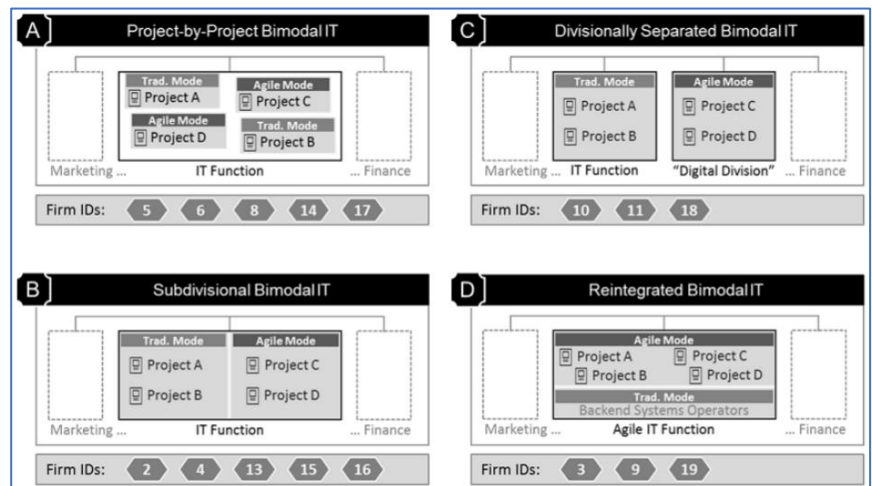 A Project-by-Project Bimodal IT
Trad. Mode
Project A
Agile Mode
Project C
Agile Mode
Project D
Trad. Mode
Project B
Marketing ... IT Function ... Finance
Firm IDs: 5 6 8 14 17
C Divisionally Separated Bimodal IT
Trad. Mode Agile Mode
Project A Project C
Project B Project D
Marketing ... IT Function "Digital Division" ... Finance
Firm IDs: 10 11 18
B Subdivisional Bimodal IT
Trad. Mode Agile Mode
Project A Project C
Project B Project D
Marketing ... IT Function ... Finance
Firm IDs: 2 4 13 15 16
D Reintegrated Bimodal IT
Agile Mode
Project A Project C
Project B Project D
Trad. Mode
Backend Systems Operators
Marketing ... Agile IT Function ... Finance
Firm IDs: 3 9 19